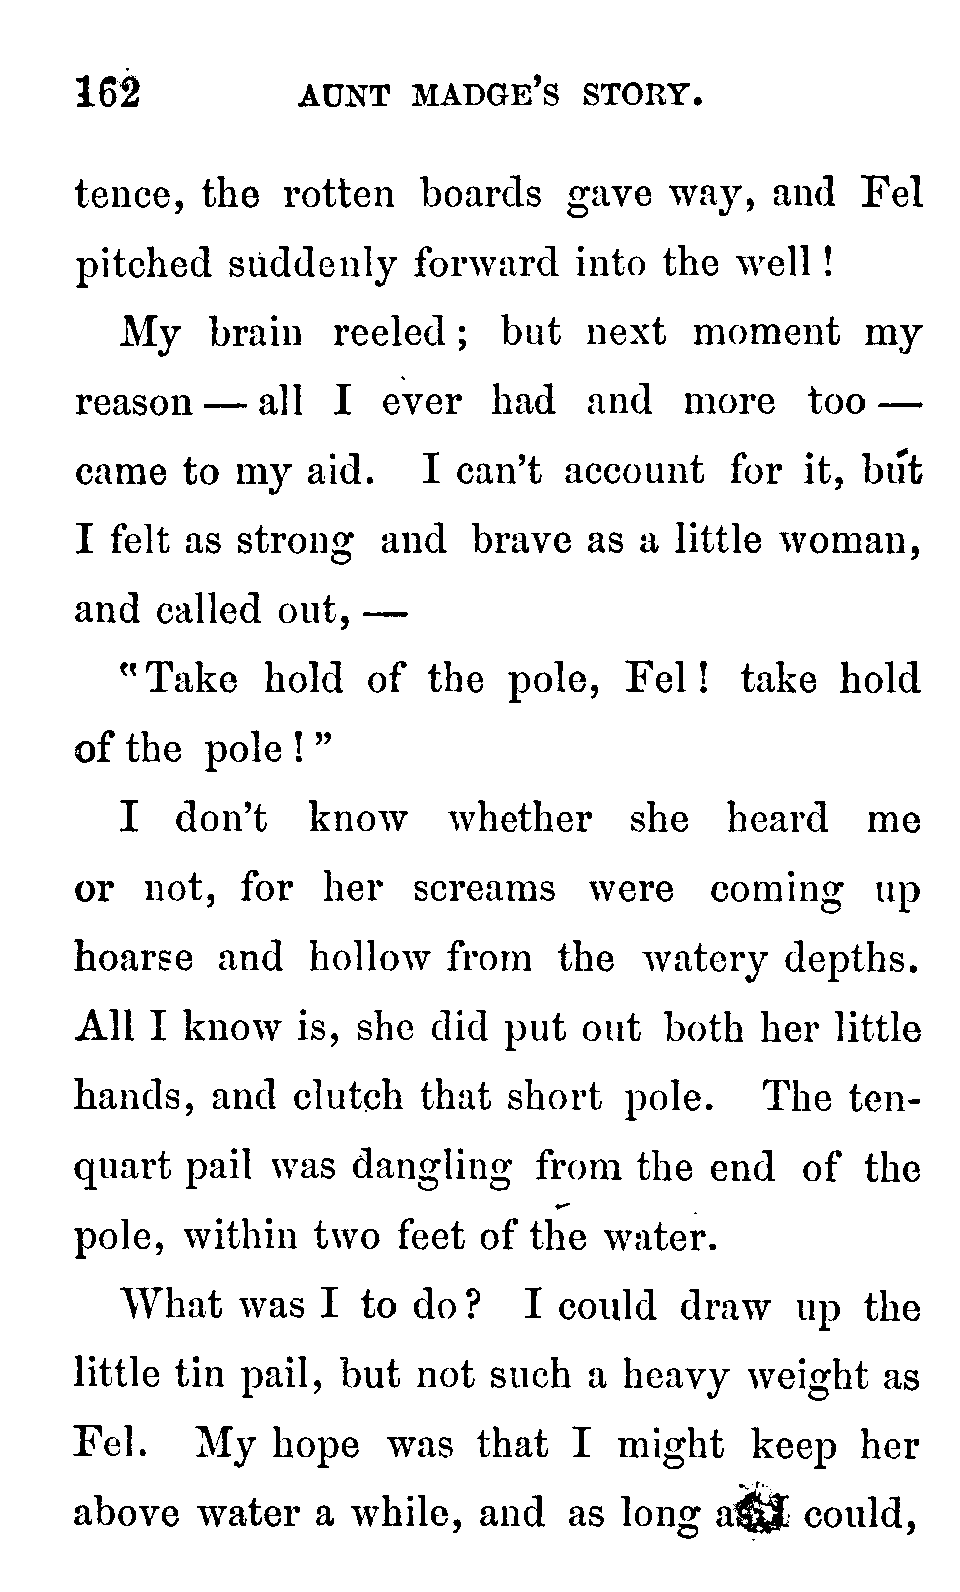 162 AUNT MADGE'S STORY.
tence, the rotten boards gave way, and Fel
pitched suddenly forward into the well!
My brain reeled; but next moment my
reason — all I ever had and more too —
came to my aid. I can't account for it, but
I felt as strong and brave as a little woman,
and called out, —
"Take hold of the pole, Fel! take hold
of the pole!"
I don't know whether she heard me
or not, for her screams were coming up
hoarse and hollow from the watery depths.
All I know is, she did put out both her little
hands, and clutch that short pole. The ten-
quart pail was dangling from the end of the
pole, within two feet of the water.
What was I to do? I could draw up the
little tin pail, but not such a heavy weight as
Fel. My hope was that I might keep her
above water a while, and as long as I could,